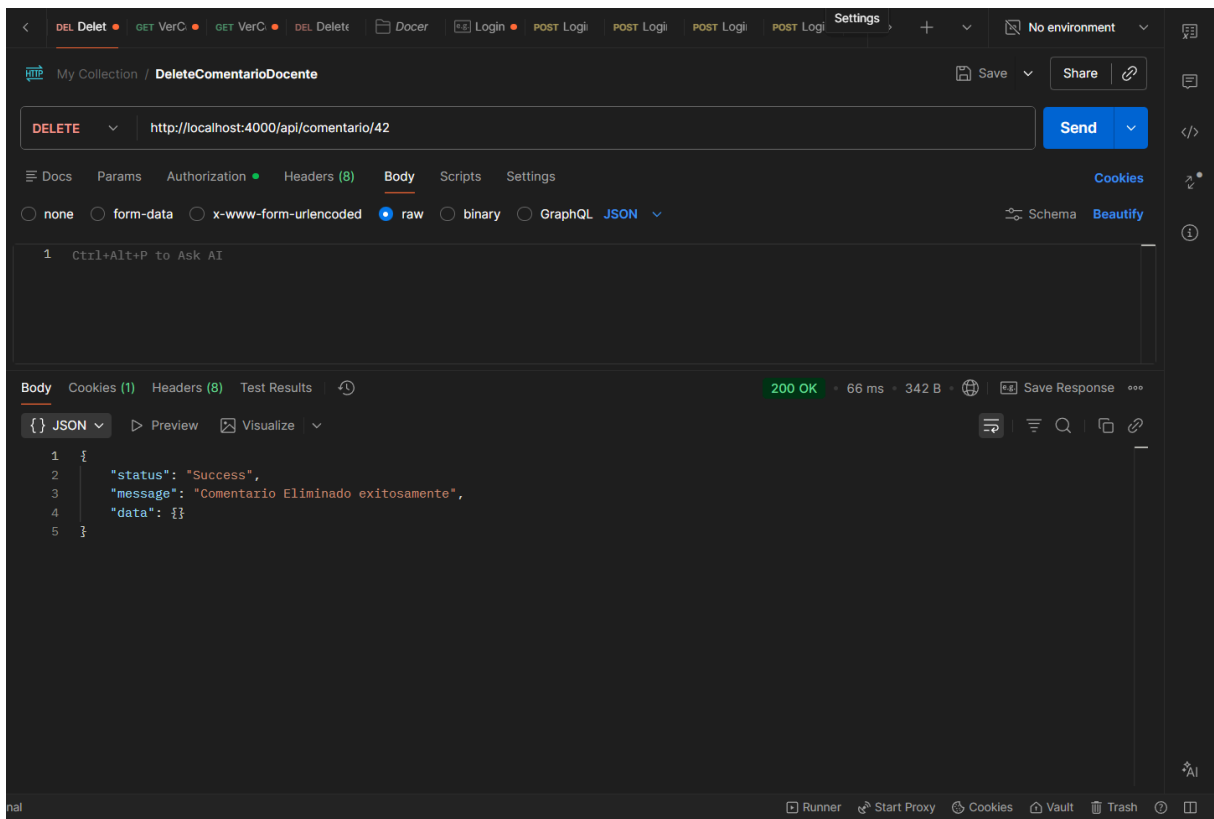 DEL Delet GET VerC GET VerC DEL Delete Docer e.g. Login POST Logi POST Logi POST Logi POST Logi Settings No environment
HTTP My Collection / DeleteComentarioDocente Save Share
DELETE http://localhost:4000/api/comentario/42 Send
Docs Params Authorization Headers (8) Body Scripts Settings Cookies
none form-data x-www-form-urlencoded raw binary GraphQL JSON Schema Beautify
1 Ctrl+Alt+P to Ask AI
Body Cookies (1) Headers (8) Test Results 200 OK 66 ms 342 B e.g. Save Response
{} JSON Preview Visualize
1 {
2 "status": "Success",
3 "message": "Comentario Eliminado exitosamente",
4 "data": {}
5 }
AI
nal Runner Start Proxy Cookies Vault Trash